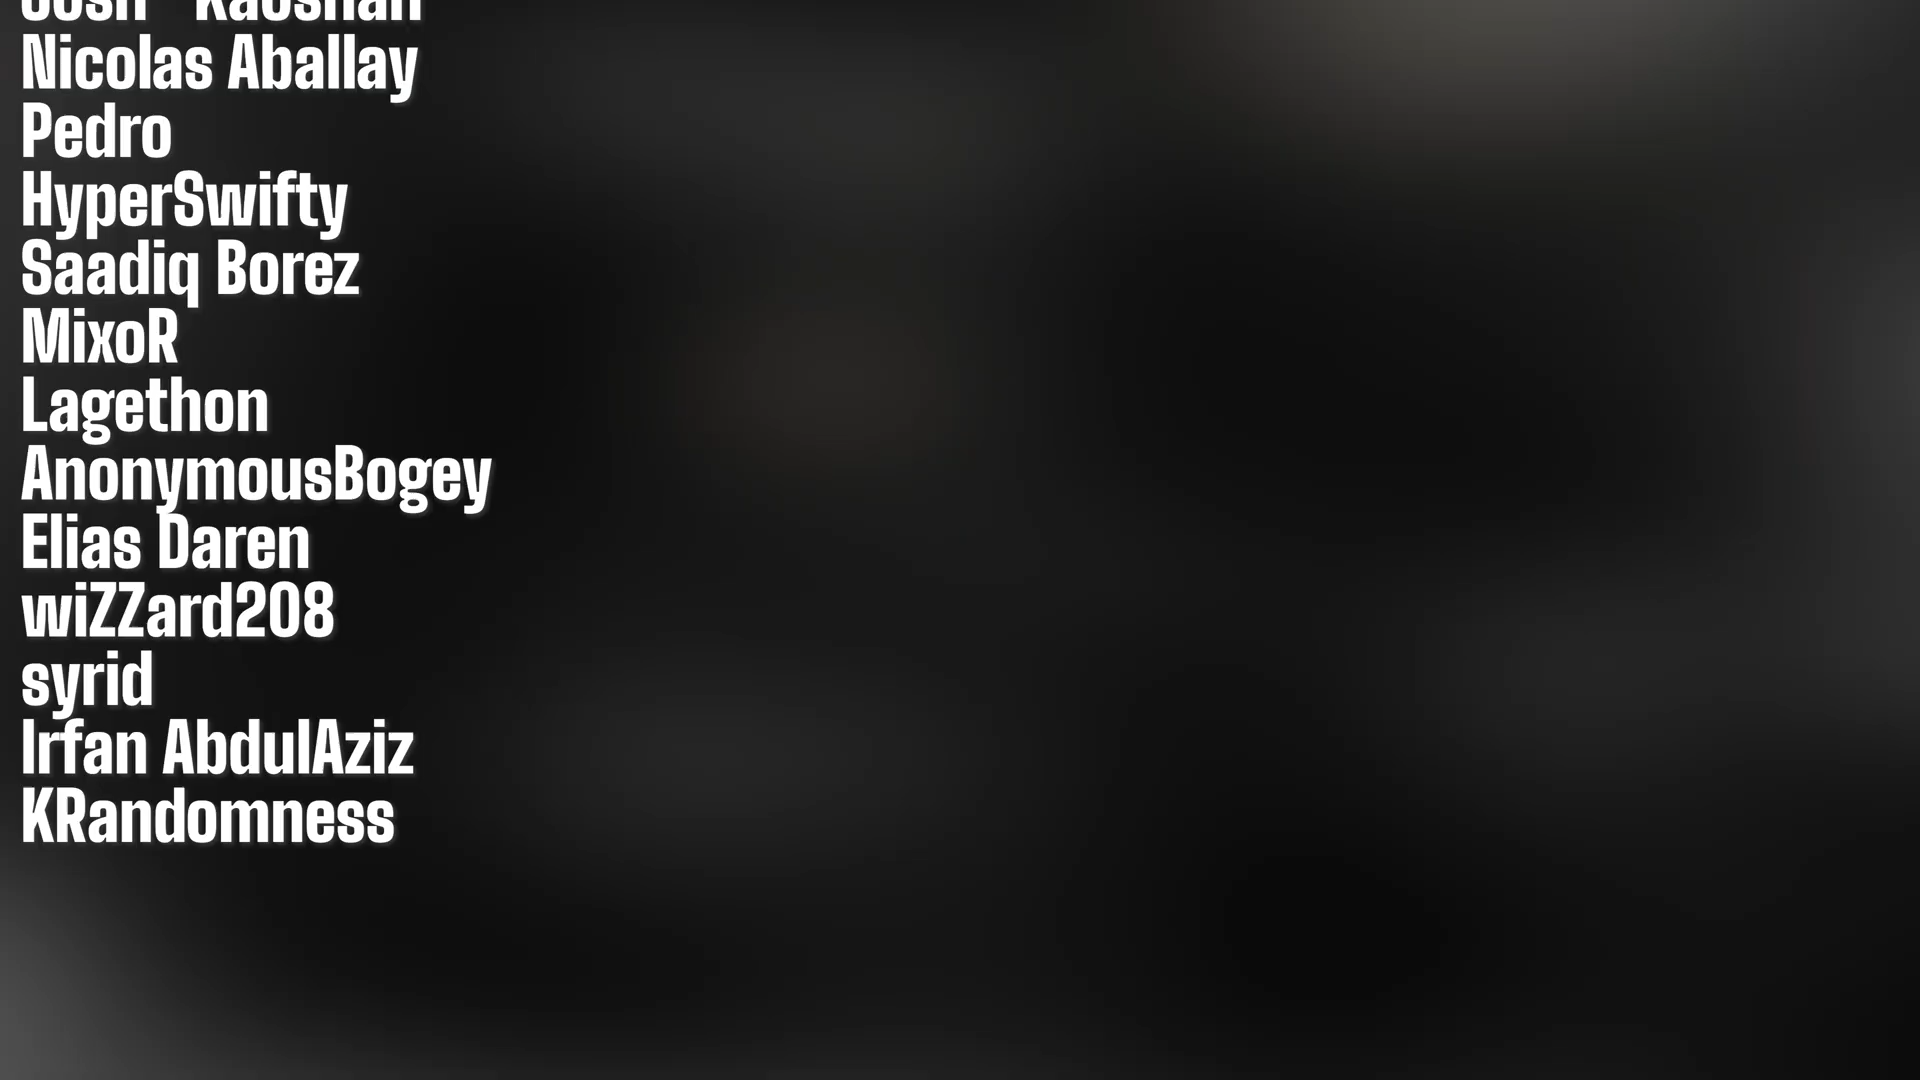 Nicolas Aballay
Pedro
HyperSwifty
Saadiq Borez
MixoR
Lagethon
AnonymousBogey
Elias Daren
wiZZard208
syrid
Irfan AbdulAziz
KRandomness